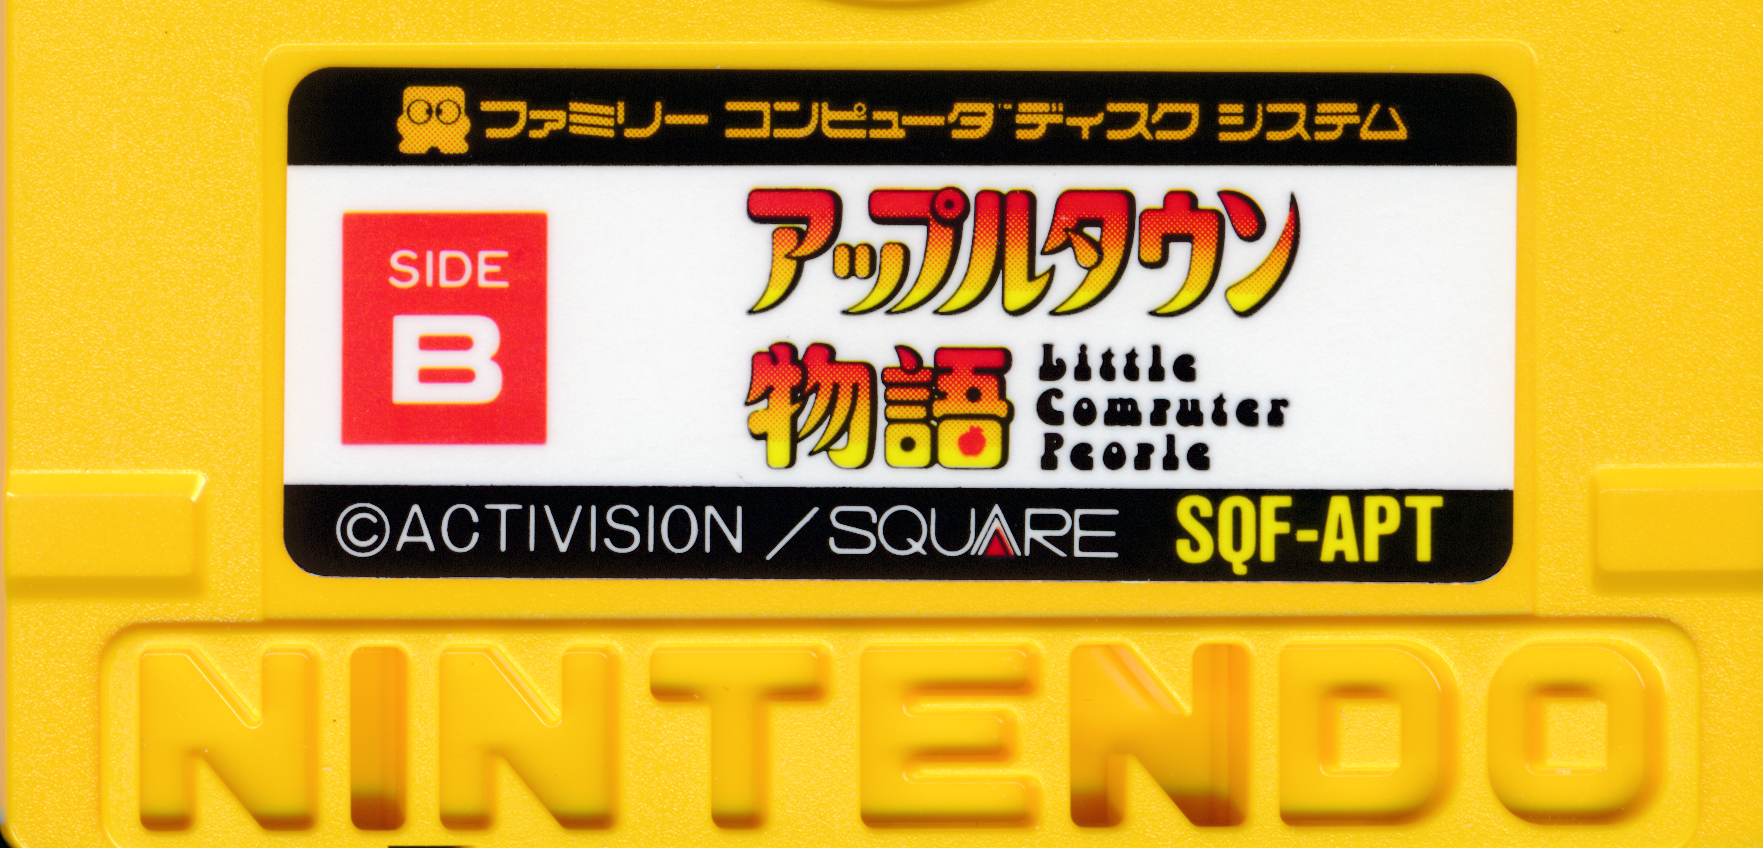 ファミリー コンピュータ ディスク システム
SIDE
B
アップルタウン
物語
Little
Computer
People
©ACTIVISION / SQUARE SQF-APT
NINTENDO